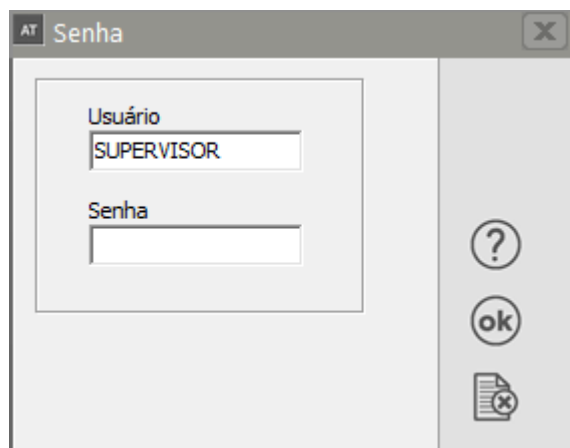 AT Senha
Usuário
SUPERVISOR
Senha
?
ok